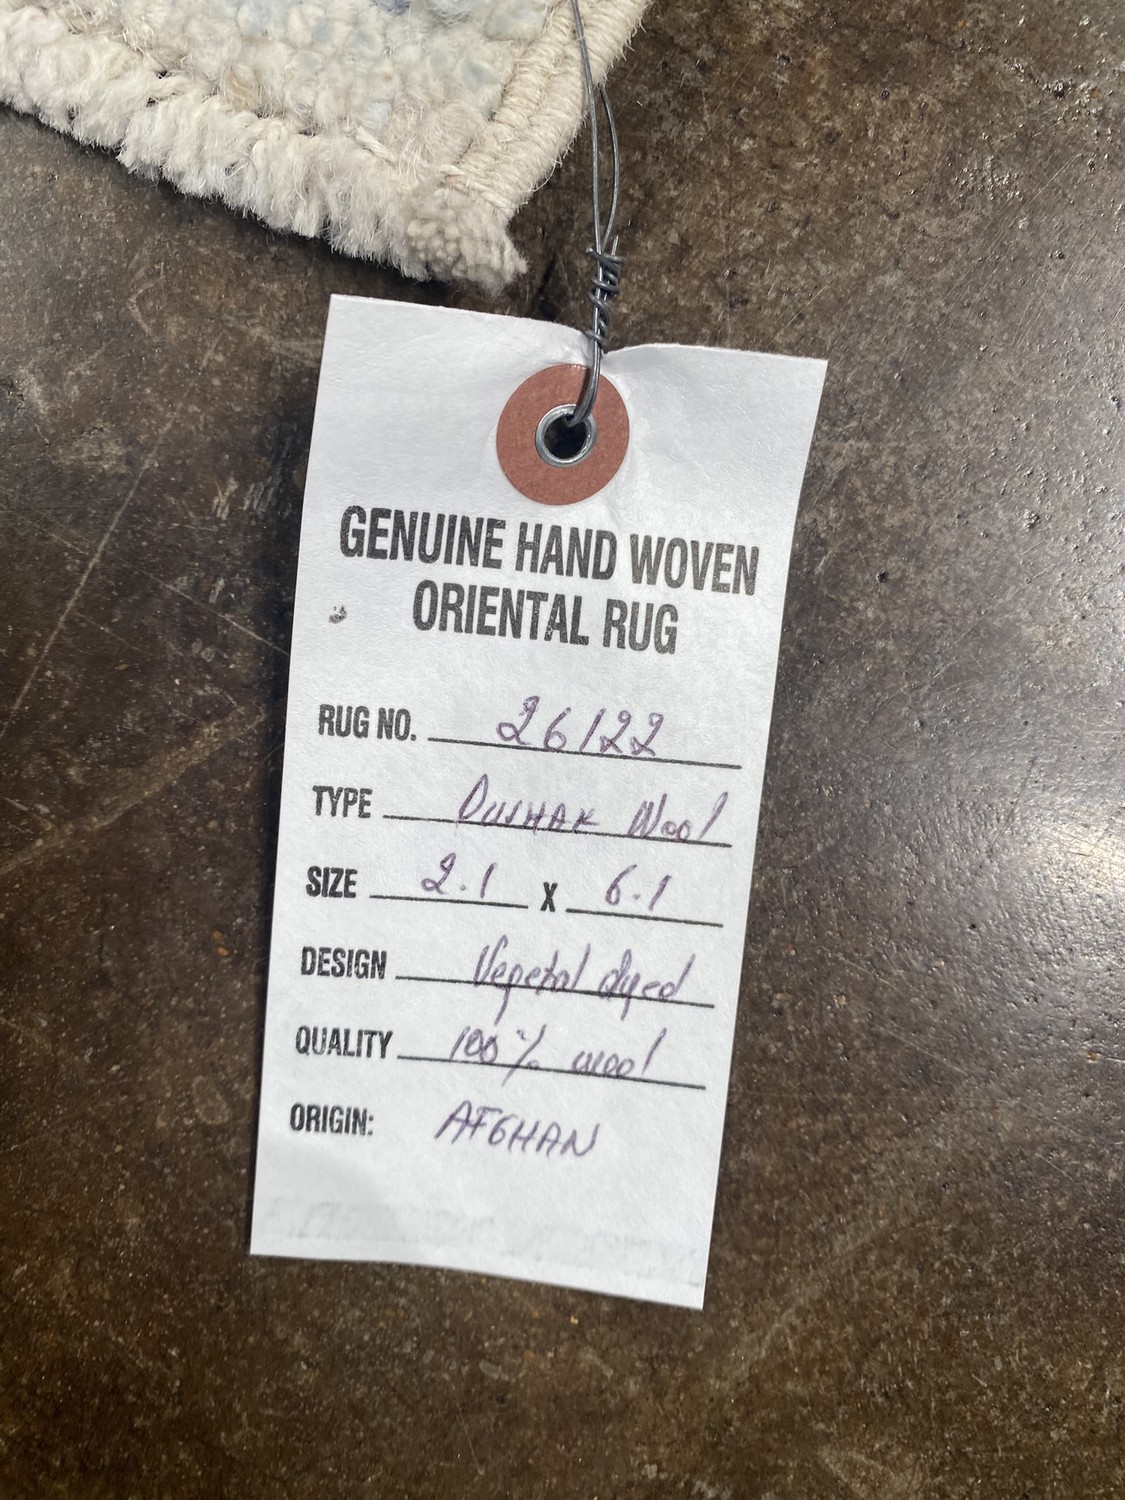 GENUINE HAND WOVEN
ORIENTAL RUG
RUG NO. 26122
TYPE Dushak Wool
SIZE 2.1 X 6.1
DESIGN Vegetal dyed
QUALITY 100% wool
ORIGIN: AFGHAN